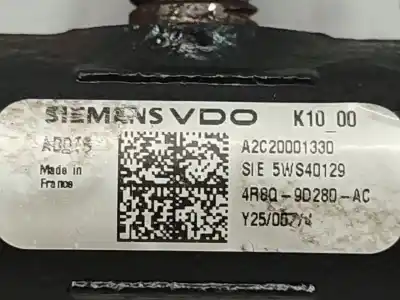 SIEMENS VDO K10_00
A2C20001330
Made in SIE 5WS40129
France 4R8Q-9D280-AC